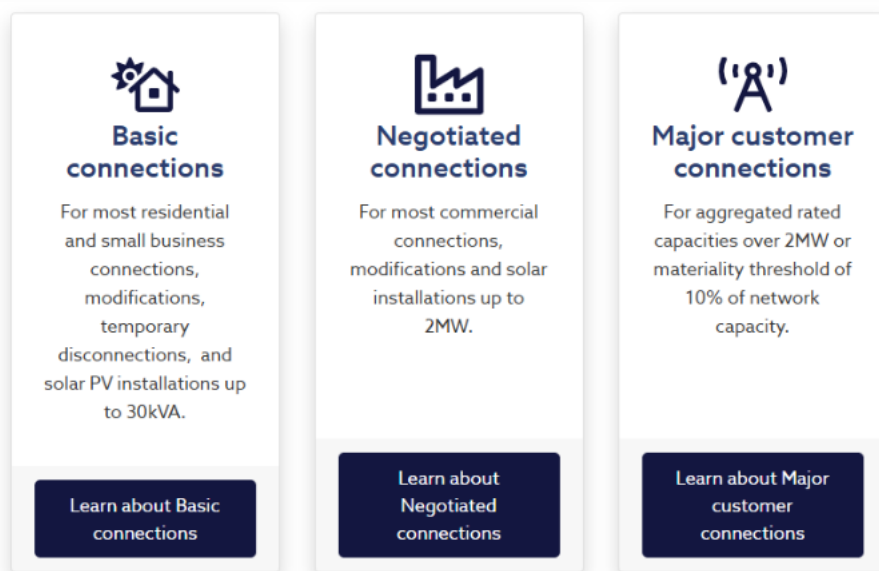 Basic
connections
For most residential
and small business
connections,
modifications,
temporary
disconnections,  and
solar PV installations up
to 30kVA.
Learn about Basic
connections
Negotiated
connections
For most commercial
connections,
modifications and solar
installations up to
2MW.
Learn about
Negotiated
connections
Major customer
connections
For aggregated rated
capacities over 2MW or
materiality threshold of
10% of network
capacity.
Learn about Major
customer
connections